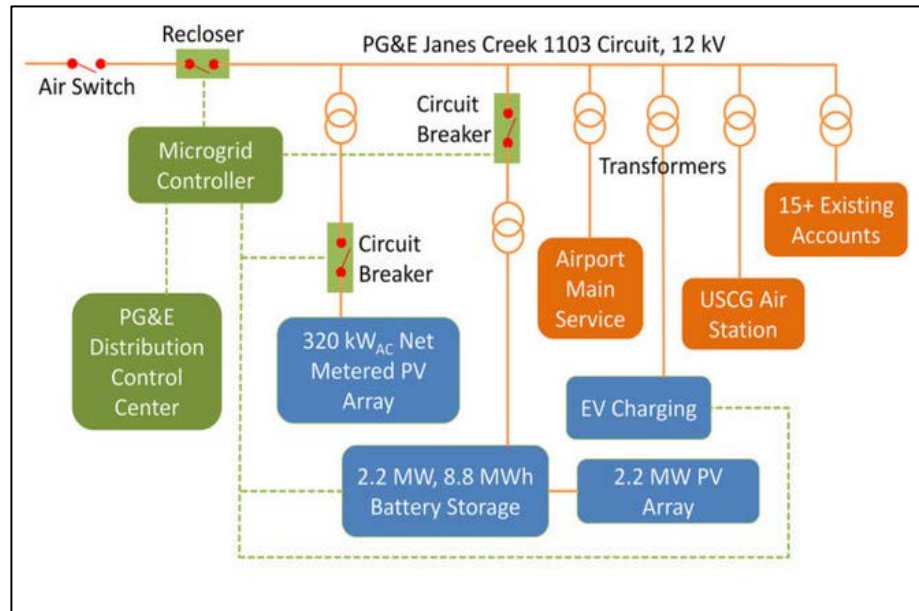 Recloser
PG&E Janes Creek 1103 Circuit, 12 kV
Air Switch
Circuit
Breaker
Microgrid
Controller
Transformers
15+ Existing
Accounts
Circuit
Breaker
Airport
Main
Service
USCG Air
Station
PG&E
Distribution
Control
Center
320 kWAC Net
Metered PV
Array
EV Charging
2.2 MW, 8.8 MWh
Battery Storage
2.2 MW PV
Array